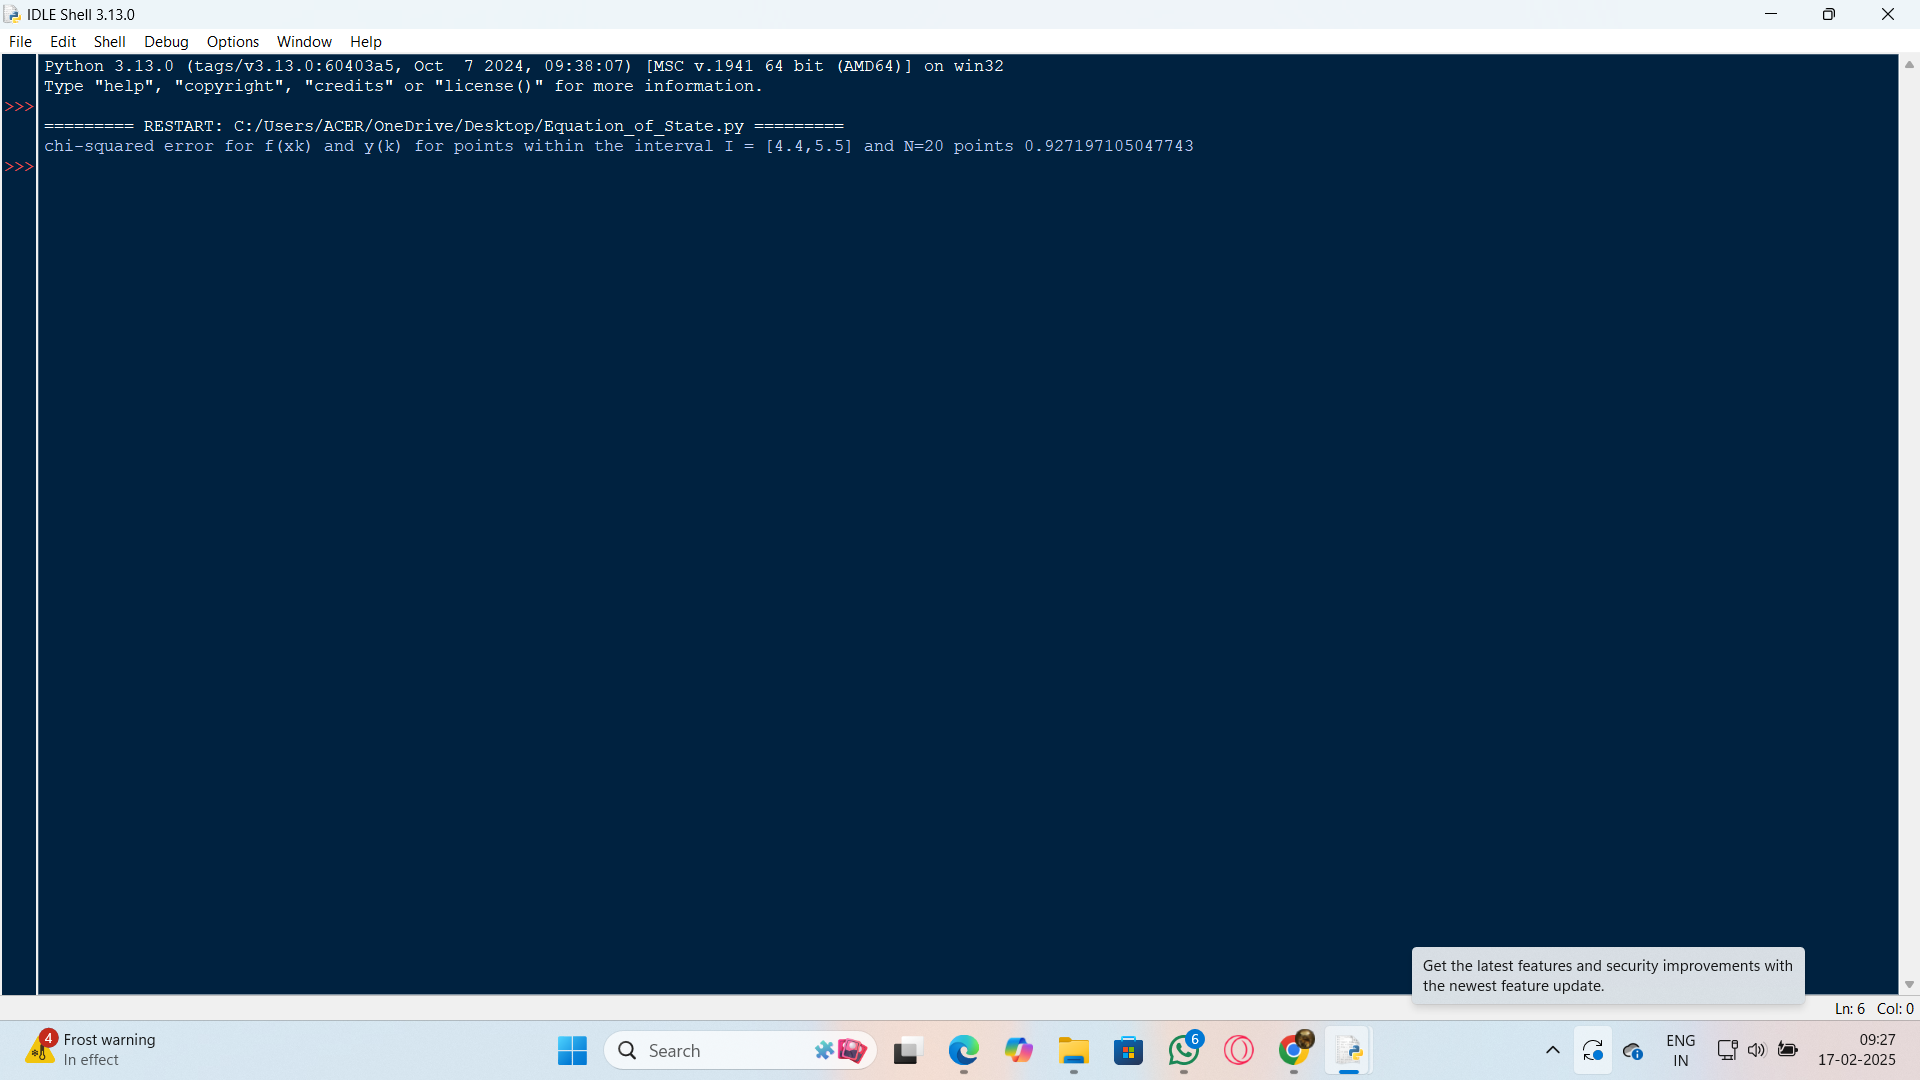 IDLE Shell 3.13.0
File Edit Shell Debug Options Window Help
Python 3.13.0 (tags/v3.13.0:60403a5, Oct  7 2024, 09:38:07) [MSC v.1941 64 bit (AMD64)] on win32
Type "help", "copyright", "credits" or "license()" for more information.
>>>
========= RESTART: C:/Users/ACER/OneDrive/Desktop/Equation_of_State.py =========
chi-squared error for f(xk) and y(k) for points within the interval I = [4.4,5.5] and N=20 points 0.927197105047743
>>>
Get the latest features and security improvements with
the newest feature update.
Ln: 6 Col: 0
4
Frost warning
In effect
Search
6
ENG
IN
09:27
17-02-2025